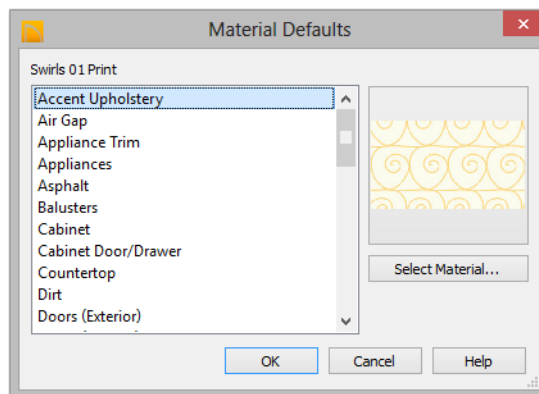 Material Defaults
Swirls 01 Print
Accent Upholstery
Air Gap
Appliance Trim
Appliances
Asphalt
Balusters
Cabinet
Cabinet Door/Drawer
Countertop
Dirt
Doors (Exterior)
Select Material...
OK
Cancel
Help